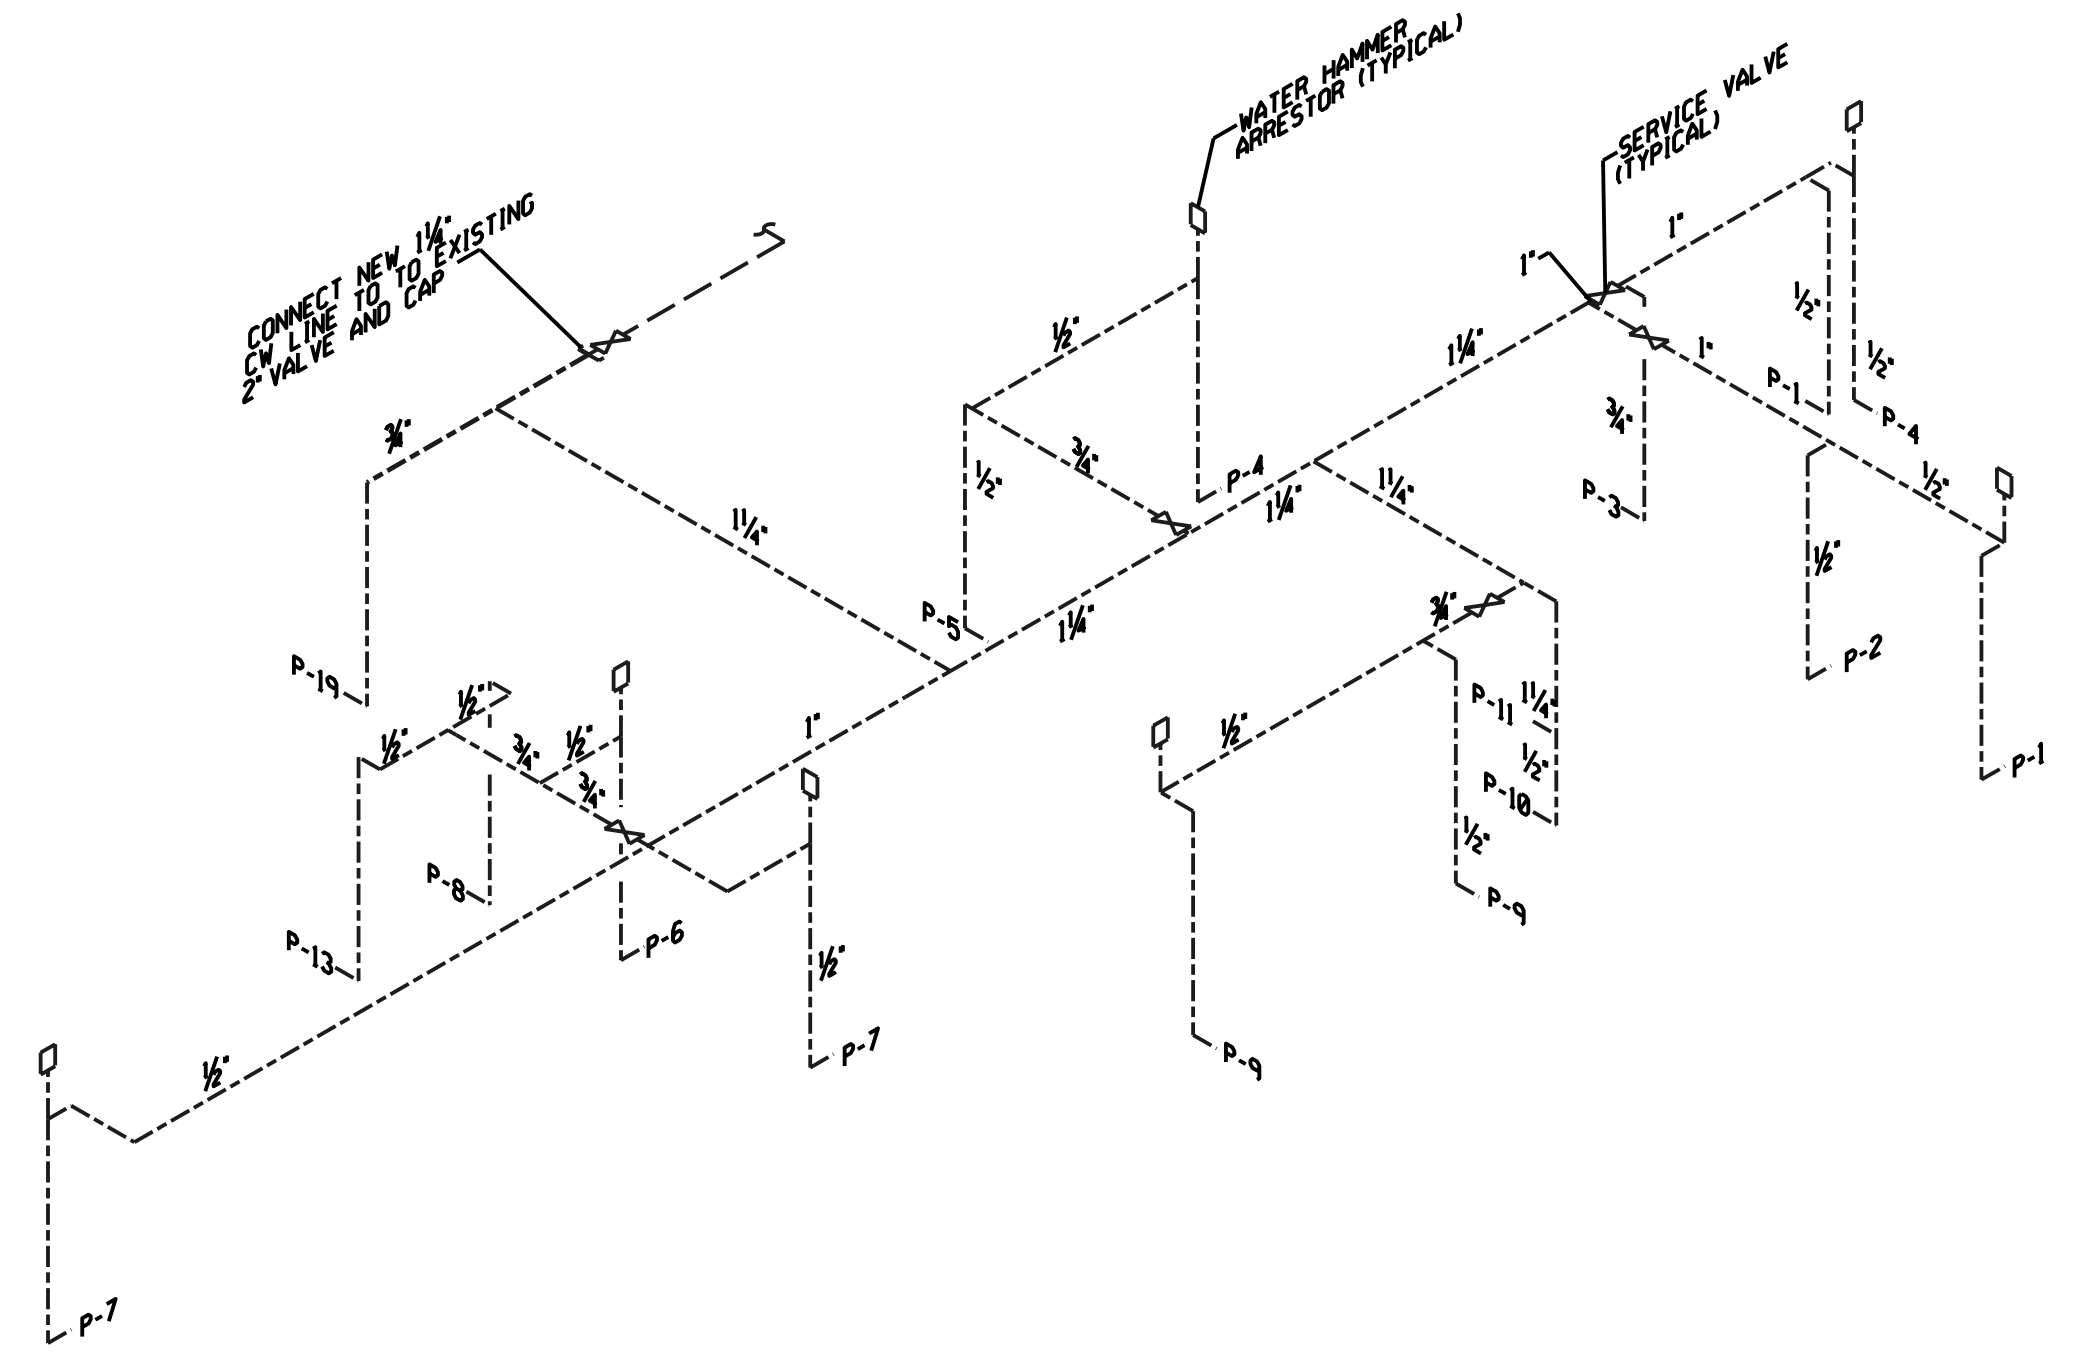 WATER HAMMER
ARRESTOR (TYPICAL)
SERVICE VALVE
(TYPICAL)
CONNECT NEW 1¼"
CW LINE TO TO EXISTING
2" VALVE AND CAP
1"
1"
½"
½"
½"
1¼"
1"
P-1
P-4
¾"
¾"
½"
¾"
P-4
1¼"
1¼"
P-3
½"
1¼"
½"
P-5
1¼"
¾"
P-2
P-19
½"
½"
¾"
½"
¾"
1"
½"
P-11
1¼"
½"
P-10
P-1
½"
P-8
P-6
P-13
½"
P-9
P-7
P-9
½"
P-7